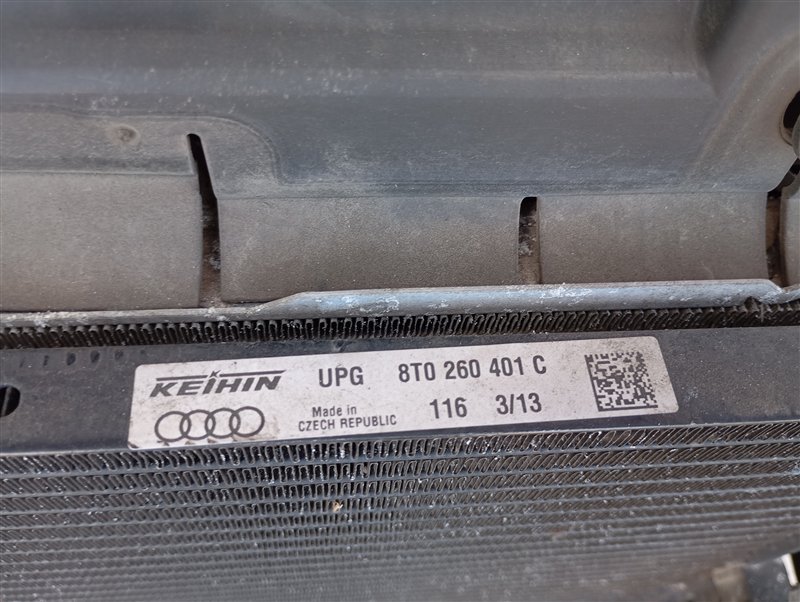 KEIHIN UPG 8T0 260 401 C
Made in
CZECH REPUBLIC
116 3/13